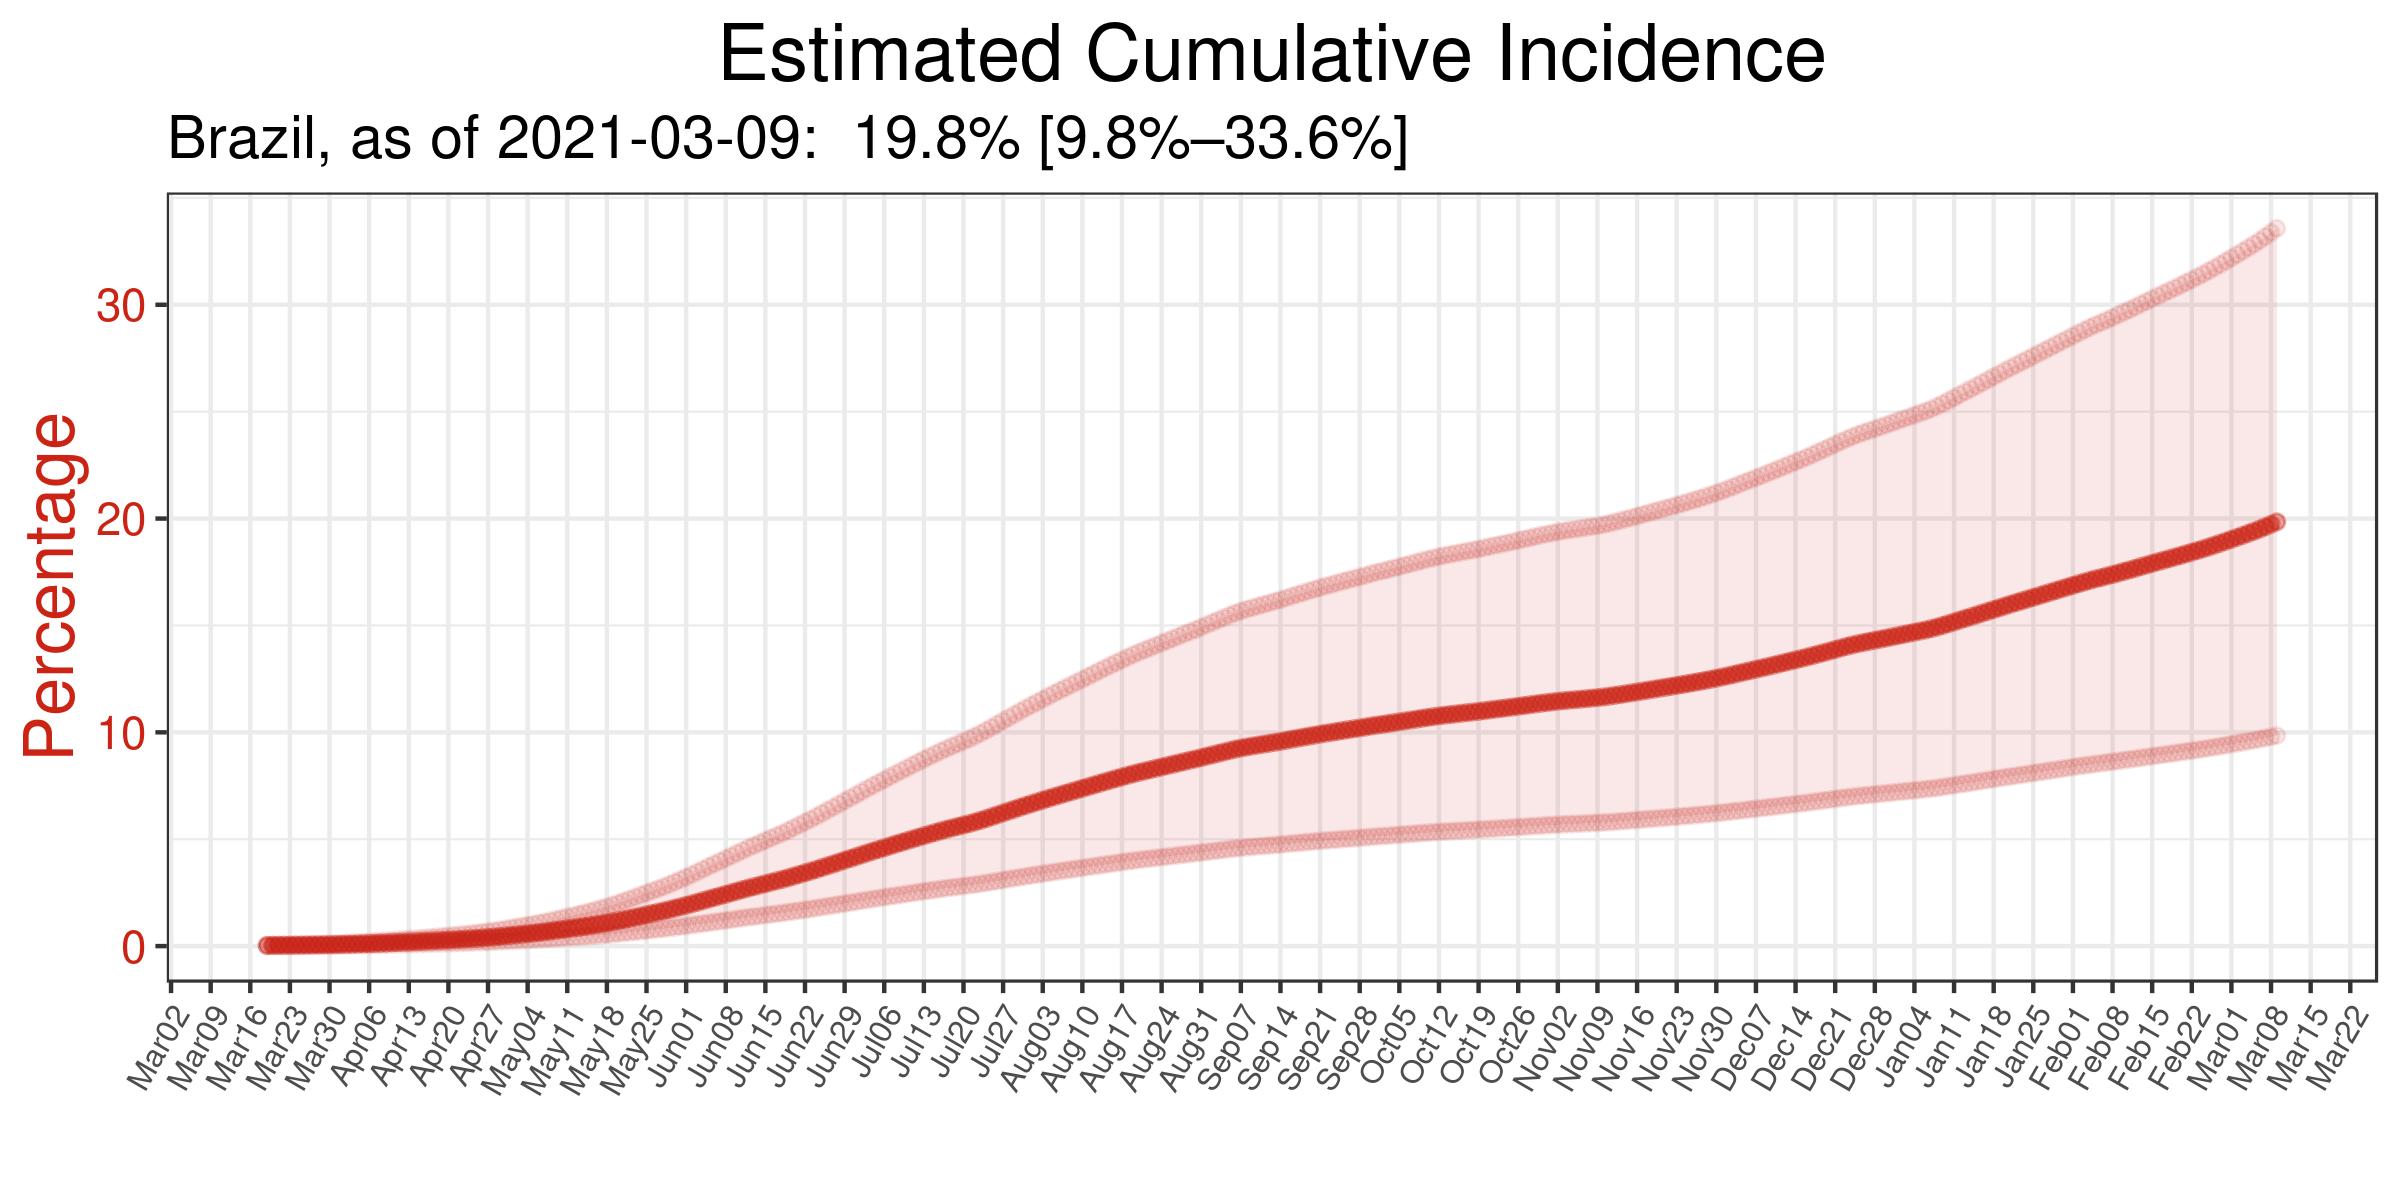 Estimated Cumulative Incidence
Brazil, as of 2021-03-09:  19.8% [9.8%–33.6%]
Percentage
30
20
10
0
Mar02
Mar09
Mar16
Mar23
Mar30
Apr06
Apr13
Apr20
Apr27
May04
May11
May18
May25
Jun01
Jun08
Jun15
Jun22
Jun29
Jul06
Jul13
Jul20
Jul27
Aug03
Aug10
Aug17
Aug24
Aug31
Sep07
Sep14
Sep21
Sep28
Oct05
Oct12
Oct19
Oct26
Nov02
Nov09
Nov16
Nov23
Nov30
Dec07
Dec14
Dec21
Dec28
Jan04
Jan11
Jan18
Jan25
Feb01
Feb08
Feb15
Feb22
Mar01
Mar08
Mar15
Mar22